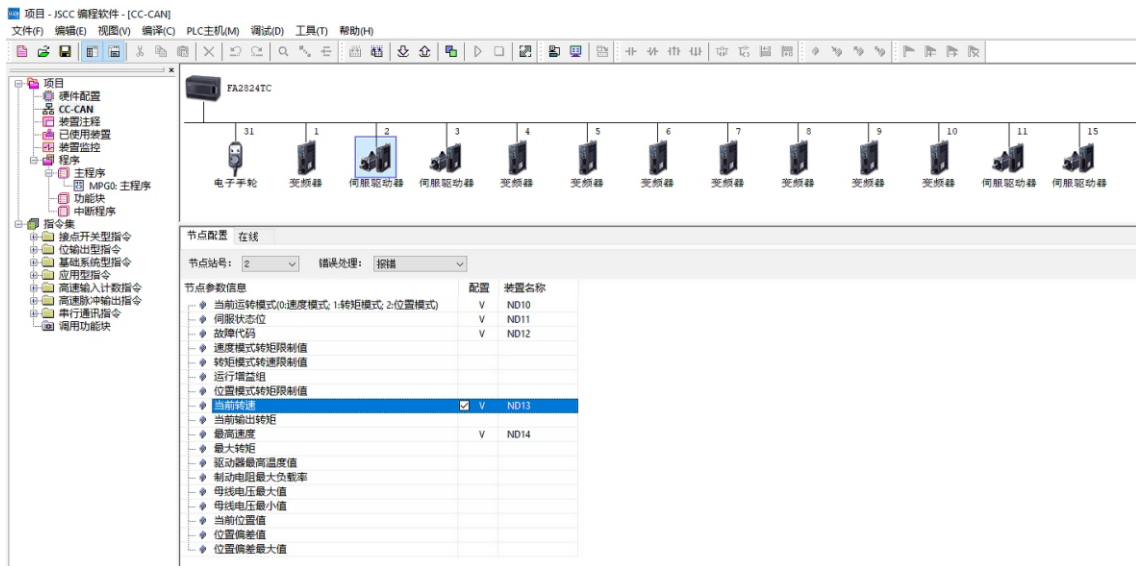 项目 - JSCC 编程软件 - [CC-CAN]
文件(F) 编辑(E) 视图(V) 编译(C) PLC主机(M) 调试(D) 工具(T) 帮助(H)
项目
硬件配置
CC-CAN
装置注释
已使用装置
装置监控
程序
主程序
MPG0: 主程序
功能块
中断程序
指令集
接点开关型指令
位输出型指令
基础系统型指令
应用型指令
高速输入计数指令
高速脉冲输出指令
串行通讯指令
调用功能块
FA2824TC
31 1 2 3 4 5 6 7 8 9 10 11 15
电子手轮 变频器 伺服驱动器 伺服驱动器 变频器 变频器 变频器 变频器 变频器 变频器 变频器 伺服驱动器 伺服驱动器
节点配置 在线
节点站号: 2 错误处理: 报错
节点参数信息 配置 装置名称
当前运转模式(0:速度模式; 1:转矩模式; 2:位置模式) V ND10
伺服状态位 V ND11
故障代码 V ND12
速度模式转矩限制值
转矩模式转速限制值
运行增益组
位置模式转矩限制值
当前转速 V ND13
当前输出转矩
最高速度 V ND14
最大转矩
驱动器最高温度值
制动电阻最大负载率
母线电压最大值
母线电压最小值
当前位置值
位置偏差值
位置偏差最大值